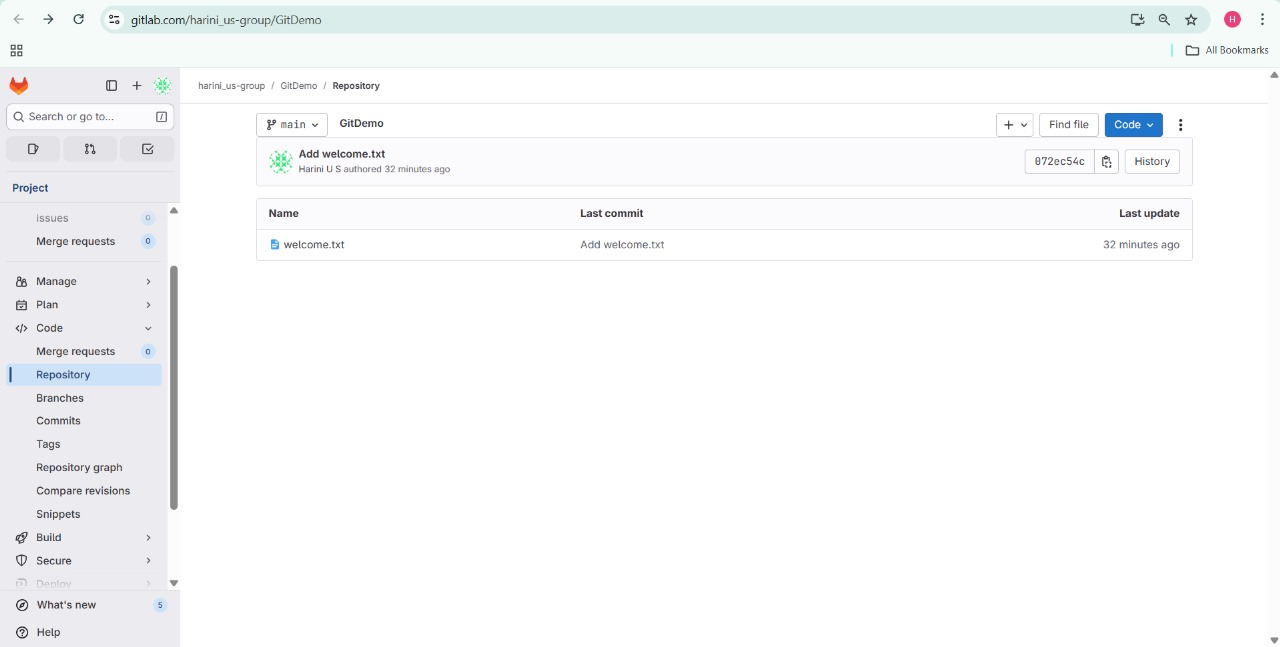 gitlab.com/harini_us-group/GitDemo
H
All Bookmarks
Search or go to... /
Project
Issues 0
Merge requests 0
Manage
Plan
Code
Merge requests 0
Repository
Branches
Commits
Tags
Repository graph
Compare revisions
Snippets
Build
Secure
Deploy
What's new 5
Help
harini_us-group / GitDemo / Repository
main GitDemo + Find file Code
Add welcome.txt
Harini U S authored 32 minutes ago
072ec54c History
Name Last commit Last update
welcome.txt Add welcome.txt 32 minutes ago